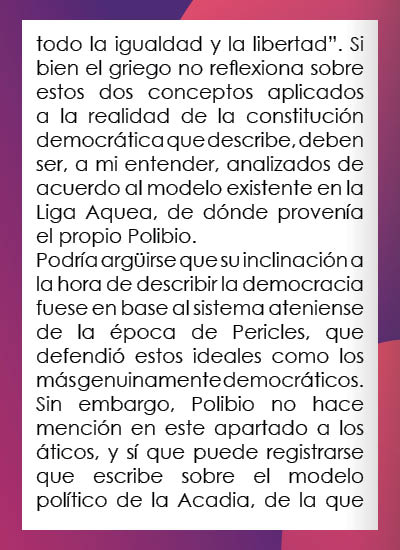 todo la igualdad y la libertad”. Si
bien el griego no reflexiona sobre
estos dos conceptos aplicados
a la realidad de la constitución
democrática que describe, deben
ser, a mi entender, analizados de
acuerdo al modelo existente en la
Liga Aquea, de dónde provenía
el propio Polibio.
Podría argüirse que su inclinación a
la hora de describir la democracia
fuese en base al sistema ateniense
de la época de Pericles, que
defendió estos ideales como los
más genuinamente democráticos.
Sin embargo, Polibio no hace
mención en este apartado a los
áticos, y sí que puede registrarse
que escribe sobre el modelo
político de la Acadia, de la que